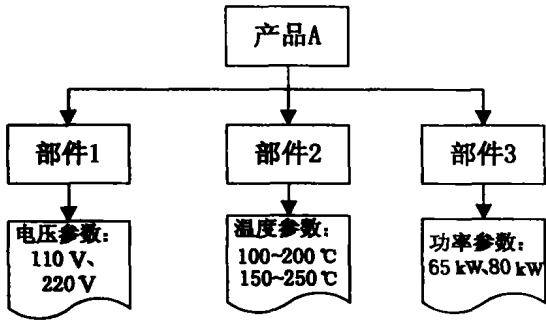 产品A
部件1
部件2
部件3
电压参数：
110 V、
220 V
温度参数：
100~200 ℃
150~250 ℃
功率参数：
65 kW、80 kW